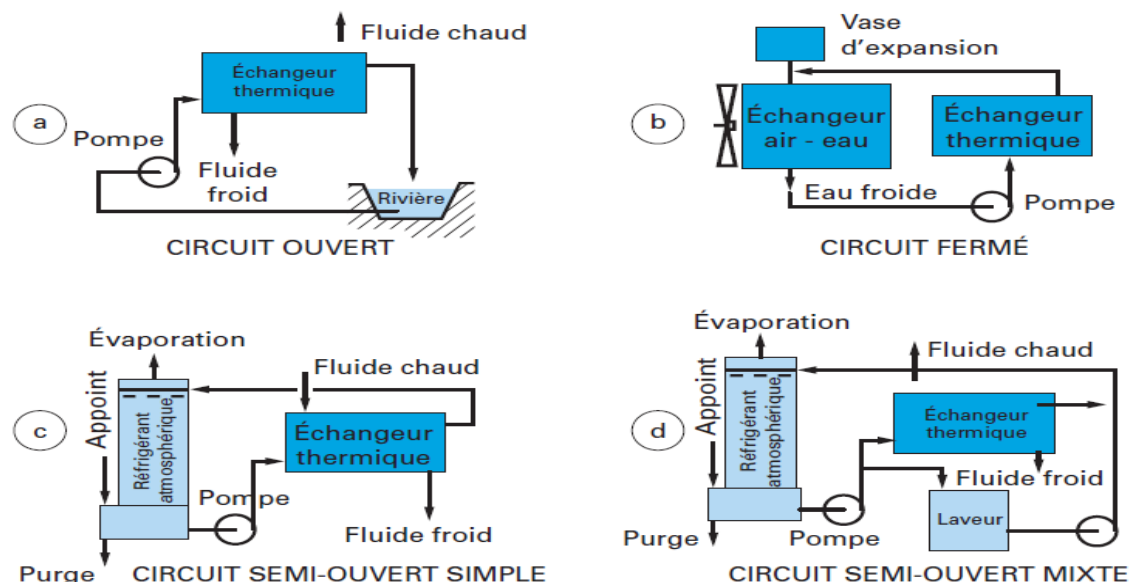 Fluide chaud
Échangeur
thermique
a
Pompe
Fluide
froid
Rivière
CIRCUIT OUVERT
Vase
d'expansion
b
Échangeur
air - eau
Échangeur
thermique
Eau froide
Pompe
CIRCUIT FERMÉ
Évaporation
Fluide chaud
Appoint
c
Réfrigérant
atmosphérique
Échangeur
thermique
Pompe
Fluide froid
Purge
CIRCUIT SEMI-OUVERT SIMPLE
Évaporation
Fluide chaud
Appoint
d
Réfrigérant
atmosphérique
Échangeur
thermique
Fluide froid
Laveur
Pompe
Purge
CIRCUIT SEMI-OUVERT MIXTE